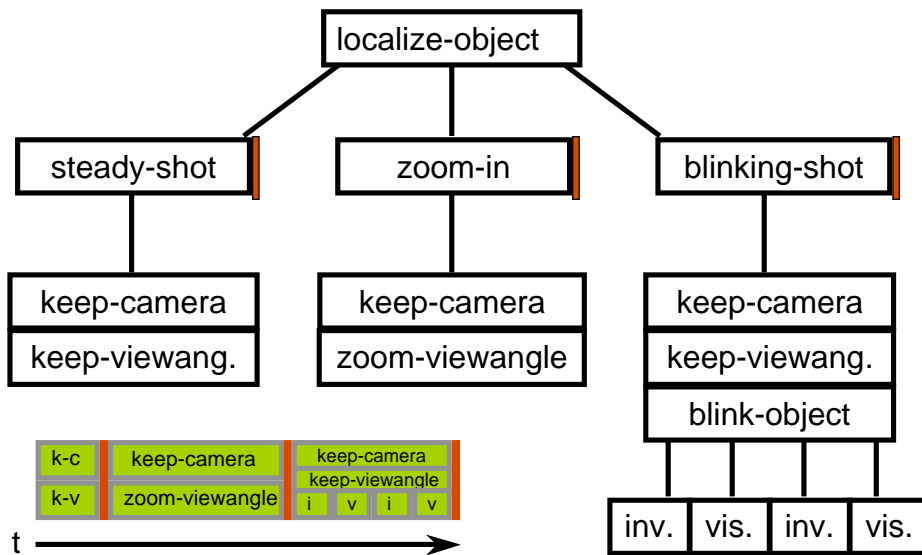 localize-object
steady-shot
zoom-in
blinking-shot
keep-camera
keep-viewang.
keep-camera
zoom-viewangle
keep-camera
keep-viewang.
blink-object
inv.
vis.
inv.
vis.
k-c
keep-camera
keep-camera
keep-viewangle
k-v
zoom-viewangle
i
v
i
v
t